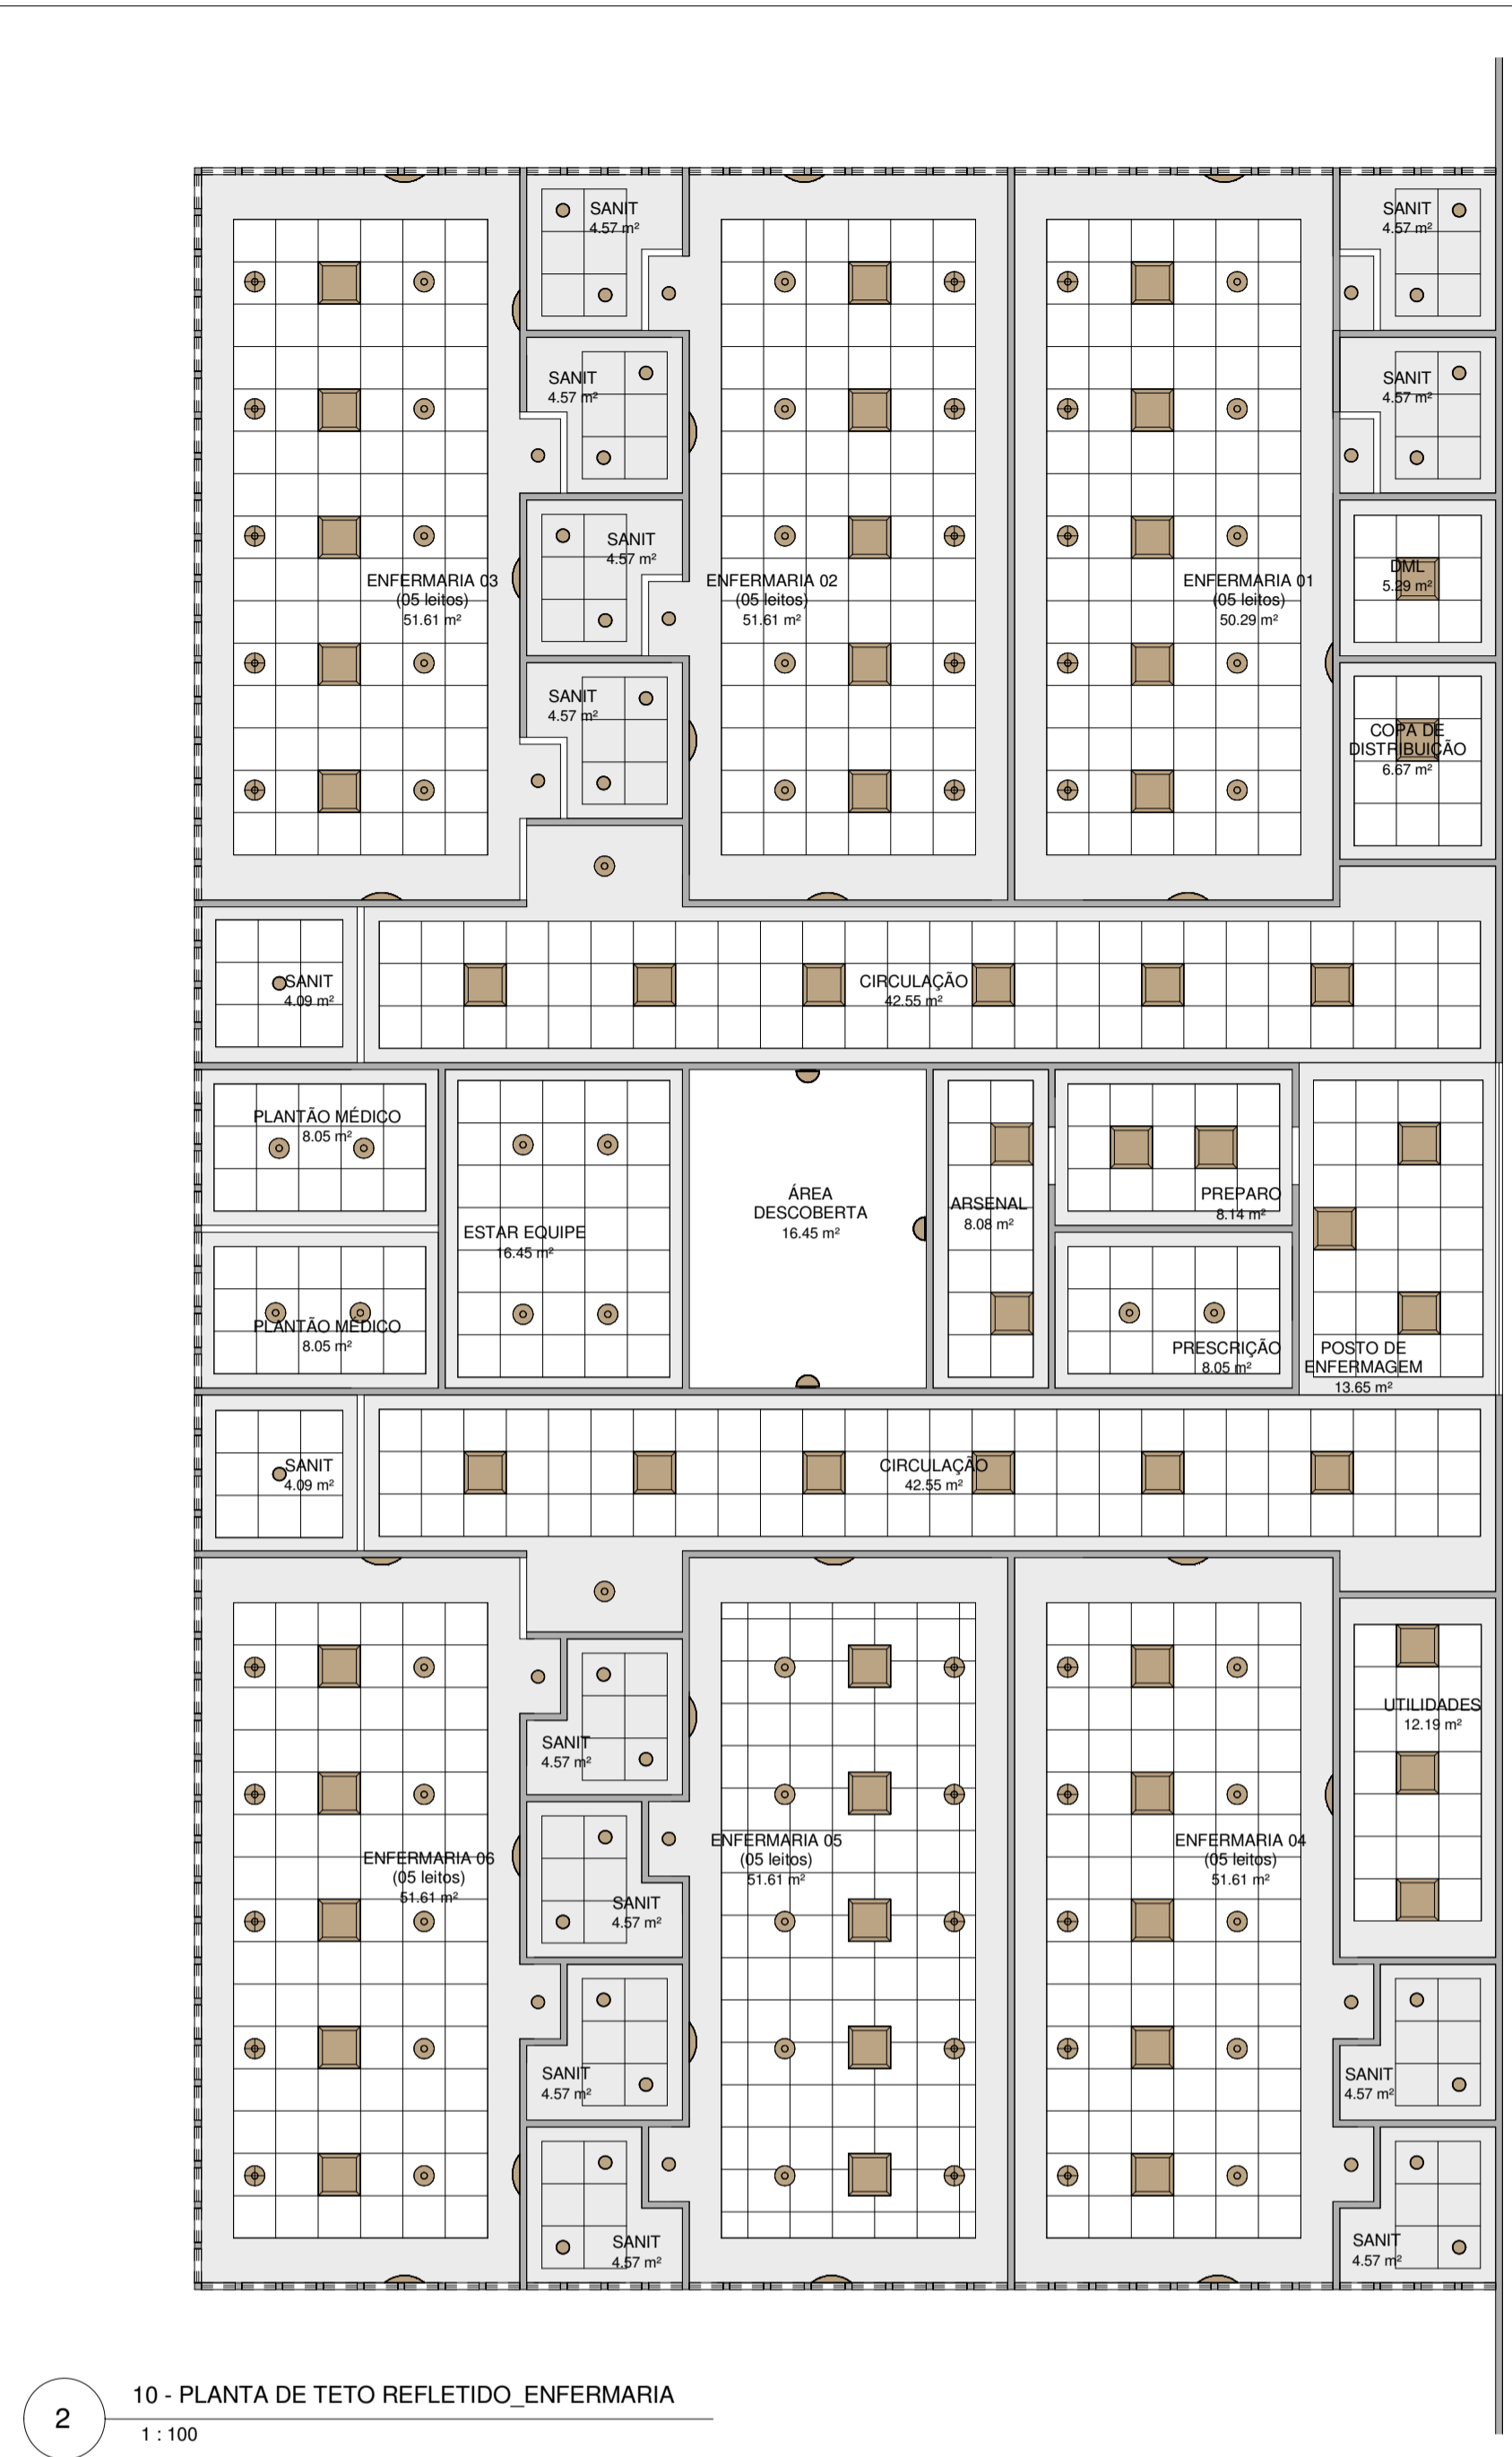 SANIT
4.57 m²
SANIT
4.57 m²
SANIT
4.57 m²
SANIT
4.57 m²
SANIT
4.57 m²
DML
5.29 m²
ENFERMARIA 03
(05 leitos)
51.61 m²
ENFERMARIA 02
(05 leitos)
51.61 m²
ENFERMARIA 01
(05 leitos)
50.29 m²
SANIT
4.57 m²
COPA DE
DISTRIBUIÇÃO
6.67 m²
SANIT
4.09 m²
CIRCULAÇÃO
42.55 m²
PLANTÃO MÉDICO
8.05 m²
ESTAR EQUIPE
16.45 m²
ÁREA
DESCOBERTA
16.45 m²
ARSENAL
8.08 m²
PREPARO
8.14 m²
PLANTÃO MÉDICO
8.05 m²
PRESCRIÇÃO
8.05 m²
POSTO DE
ENFERMAGEM
13.65 m²
SANIT
4.09 m²
CIRCULAÇÃO
42.55 m²
UTILIDADES
12.19 m²
SANIT
4.57 m²
ENFERMARIA 06
(05 leitos)
51.61 m²
ENFERMARIA 05
(05 leitos)
51.61 m²
ENFERMARIA 04
(05 leitos)
51.61 m²
SANIT
4.57 m²
SANIT
4.57 m²
SANIT
4.57 m²
SANIT
4.57 m²
SANIT
4.57 m²
2
10 - PLANTA DE TETO REFLETIDO_ENFERMARIA
1 : 100